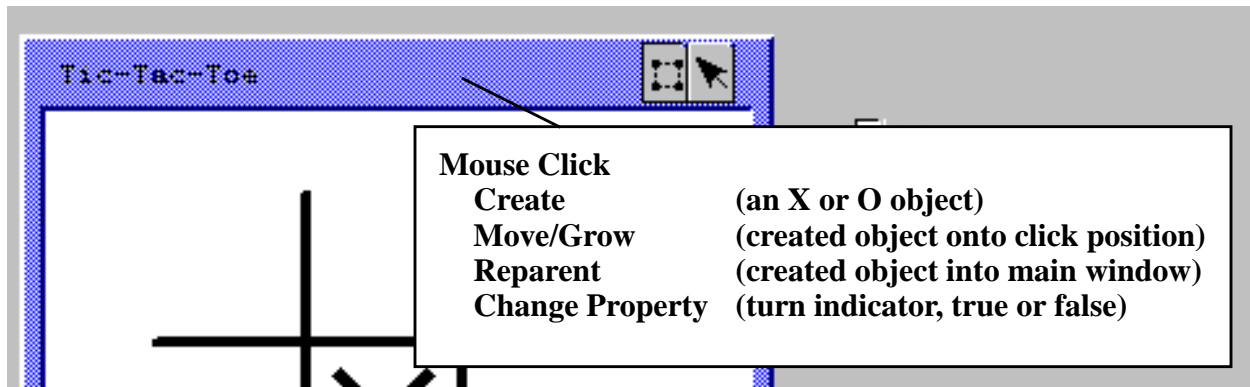 Tic-Tac-Toe
Mouse Click
Create (an X or O object)
Move/Grow (created object onto click position)
Reparent (created object into main window)
Change Property (turn indicator, true or false)